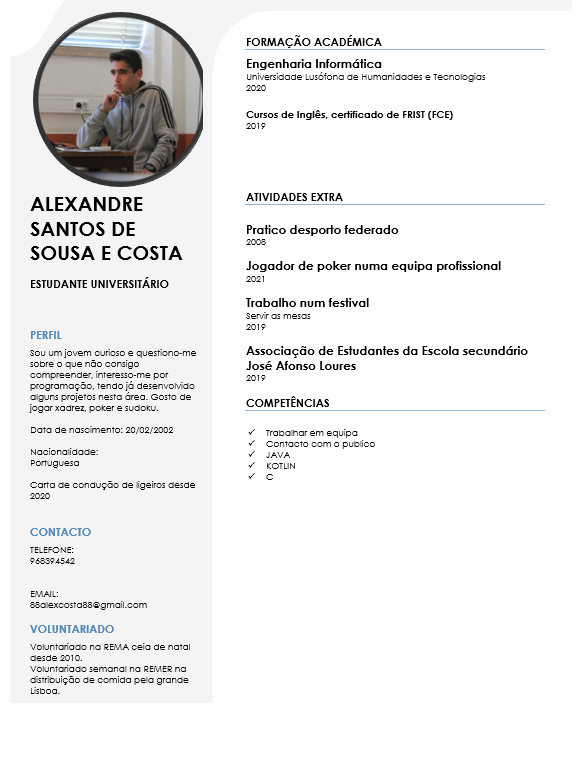 ALEXANDRE
SANTOS DE
SOUSA E COSTA
ESTUDANTE UNIVERSITÁRIO
PERFIL
Sou um jovem curioso e questiono-me
sobre o que não consigo
compreender, interesso-me por
programação, tendo já desenvolvido
alguns projetos nesta área. Gosto de
jogar xadrez, poker e sudoku.
Data de nascimento: 20/02/2002
Nacionalidade:
Portuguesa
Carta de condução de ligeiros desde
2020
CONTACTO
TELEFONE:
968394542
EMAIL:
88alexcosta88@gmail.com
VOLUNTARIADO
Voluntariado na REMA ceia de natal
desde 2010.
Voluntariado semanal na REMER na
distribuição de comida pela grande
Lisboa.
FORMAÇÃO ACADÉMICA
Engenharia Informática
Universidade Lusófona de Humanidades e Tecnologias
2020
Cursos de Inglês, certificado de FRIST (FCE)
2019
ATIVIDADES EXTRA
Pratico desporto federado
2008
Jogador de poker numa equipa profissional
2021
Trabalho num festival
Servir as mesas
2019
Associação de Estudantes da Escola secundário
José Afonso Loures
2019
COMPETÊNCIAS
✓ Trabalhar em equipa
✓ Contacto com o publico
✓ JAVA
✓ KOTLIN
✓ C